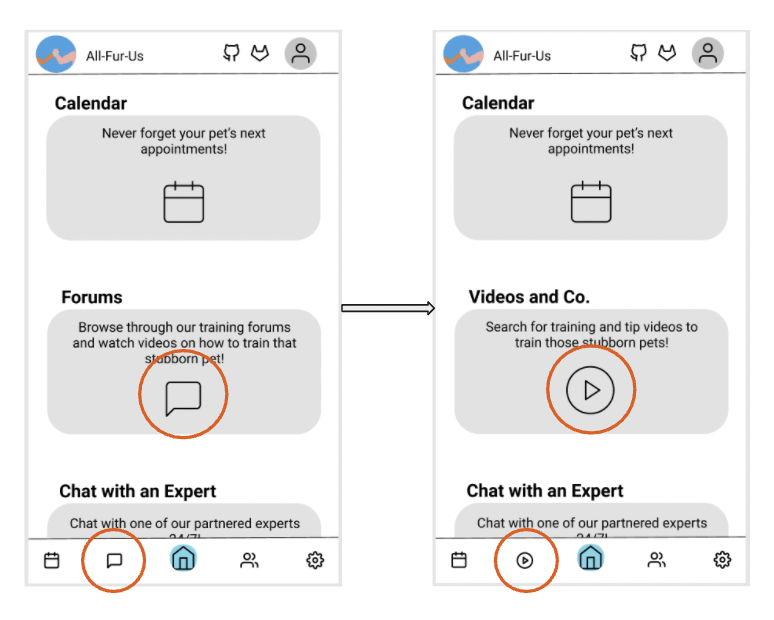 All-Fur-Us
Calendar
Never forget your pet's next
appointments!
Forums
Browse through our training forums
and watch videos on how to train that
stubborn pet!
Chat with an Expert
Chat with one of our partnered experts
24/7!
All-Fur-Us
Calendar
Never forget your pet's next
appointments!
Videos and Co.
Search for training and tip videos to
train those stubborn pets!
Chat with an Expert
Chat with one of our partnered experts
24/7!